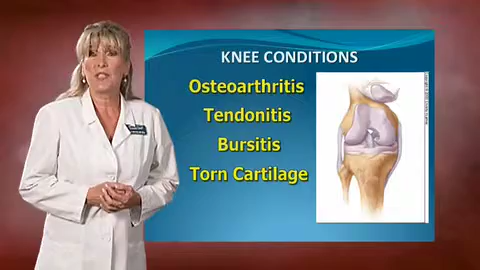 KNEE CONDITIONS
Osteoarthritis
Tendonitis
Bursitis
Torn Cartilage